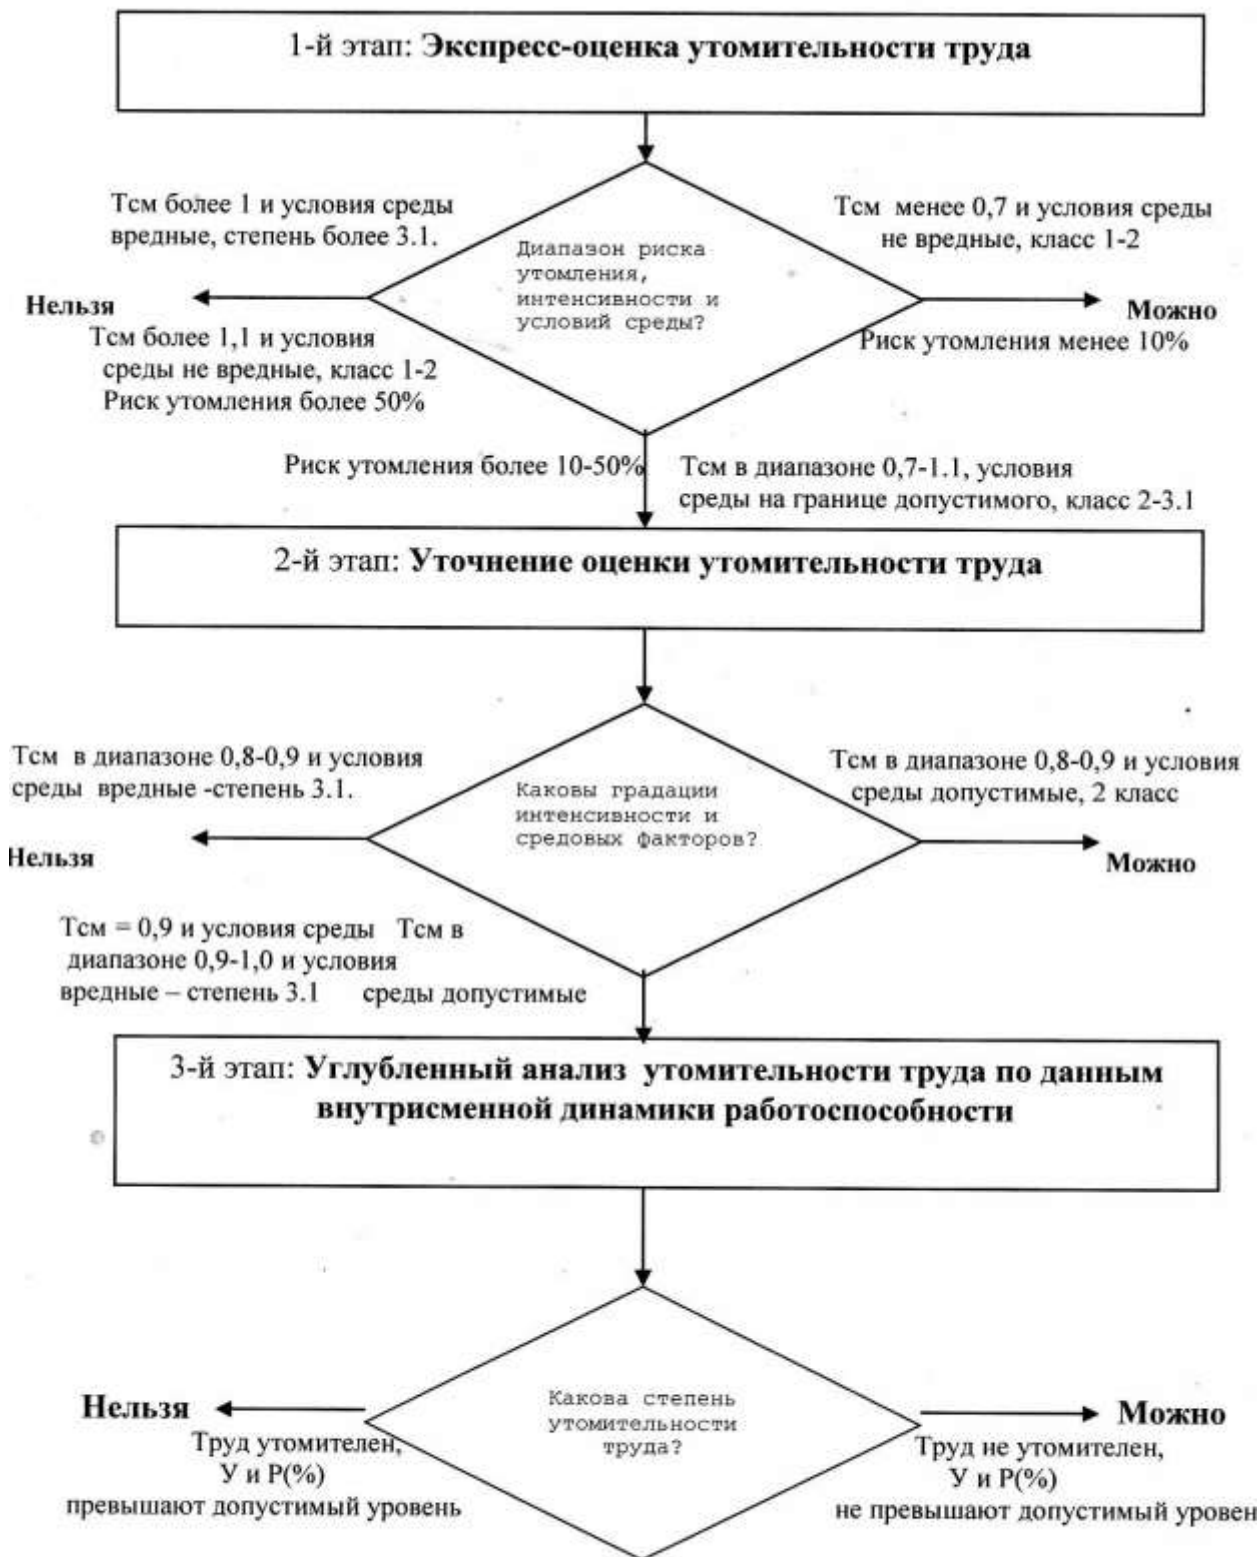 1-й этап: Экспресс-оценка утомительности труда
Тсм более 1 и условия среды
вредные, степень более 3.1.
Тсм менее 0,7 и условия среды
не вредные, класс 1-2
Диапазон риска
утомления,
интенсивности и
условий среды?
Нельзя
Можно
Тсм более 1,1 и условия
среды не вредные, класс 1-2
Риск утомления более 50%
Риск утомления менее 10%
Риск утомления более 10-50%
Тсм в диапазоне 0,7-1.1, условия
среды на границе допустимого, класс 2-3.1
2-й этап: Уточнение оценки утомительности труда
Тсм в диапазоне 0,8-0,9 и условия
среды вредные -степень 3.1.
Тсм в диапазоне 0,8-0,9 и условия
среды допустимые, 2 класс
Каковы градации
интенсивности и
средовых факторов?
Нельзя
Можно
Тсм = 0,9 и условия среды Тсм в
диапазоне 0,9-1,0 и условия
вредные – степень 3.1 среды допустимые
3-й этап: Углубленный анализ утомительности труда по данным
внутрисменной динамики работоспособности
Какова степень
утомительности
труда?
Нельзя
Можно
Труд утомителен,
У и Р(%)
превышают допустимый уровень
Труд не утомителен,
У и Р(%)
не превышают допустимый уровен